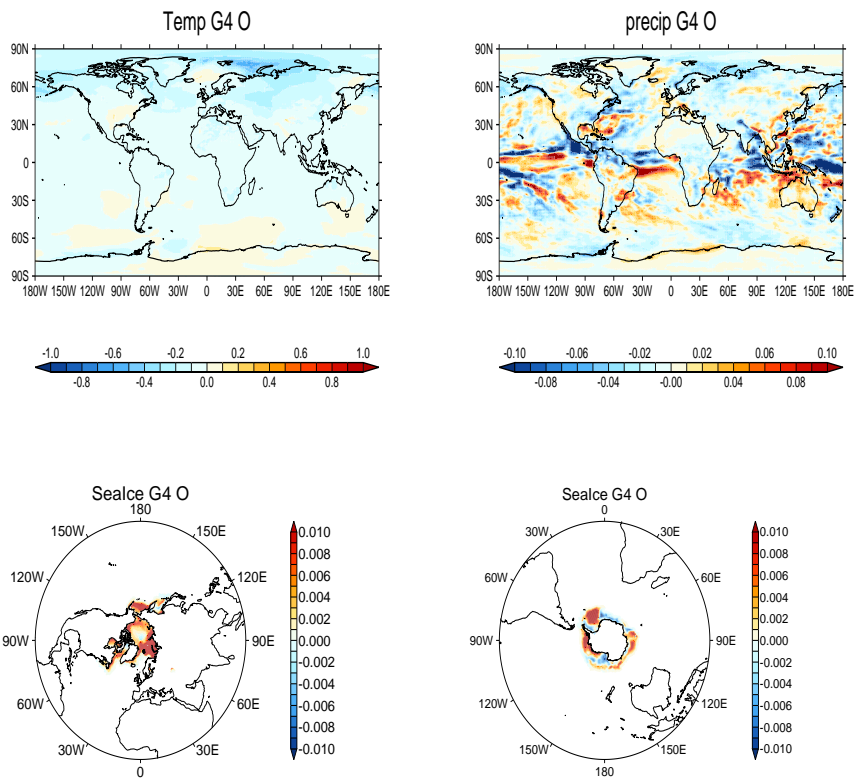 Temp G4 O
precip G4 O
90N
60N
30N
0
30S
60S
90S
180W 150W 120W 90W 60W 30W 0 30E 60E 90E 120E 150E 180E
90N
60N
30N
0
30S
60S
90S
180W 150W 120W 90W 60W 30W 0 30E 60E 90E 120E 150E 180E
-1.0 -0.6 -0.2 0.2 0.6 1.0
-0.8 -0.4 0.0 0.4 0.8
-0.10 -0.06 -0.02 0.02 0.06 0.10
-0.08 -0.04 -0.00 0.04 0.08
SeaIce G4 O
180
150W 150E
120W 120E
90W 90E
60W 60E
30W 30E
0
0.010
0.008
0.006
0.004
0.002
0.000
-0.002
-0.004
-0.006
-0.008
-0.010
SeaIce G4 O
0
30W 30E
60W 60E
90W 90E
120W 120E
150W 150E
180
0.010
0.008
0.006
0.004
0.002
0.000
-0.002
-0.004
-0.006
-0.008
-0.010